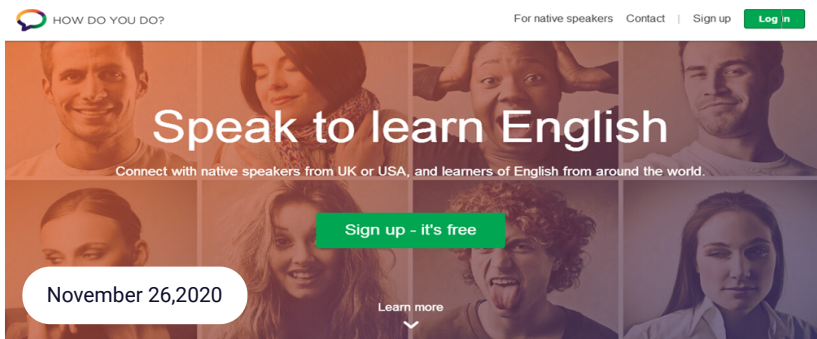 HOW DO YOU DO?
For native speakers Contact | Sign up Log in
Speak to learn English
Connect with native speakers from UK or USA, and learners of English from around the world.
Sign up - it's free
November 26,2020
Learn more